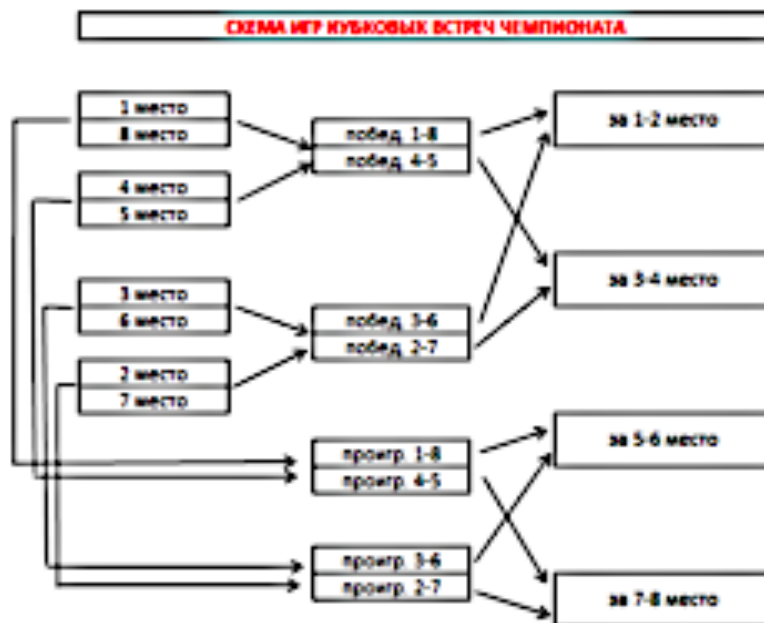 СХЕМА ИГР КУБКОВЫХ ВСТРЕЧ ЧЕМПИОНАТА
1 место
8 место
4 место
5 место
3 место
6 место
2 место
7 место
побед. 1-8
побед. 4-5
побед. 3-6
побед. 2-7
проигр. 1-8
проигр. 4-5
проигр. 3-6
проигр. 2-7
за 1-2 место
за 3-4 место
за 5-6 место
за 7-8 место